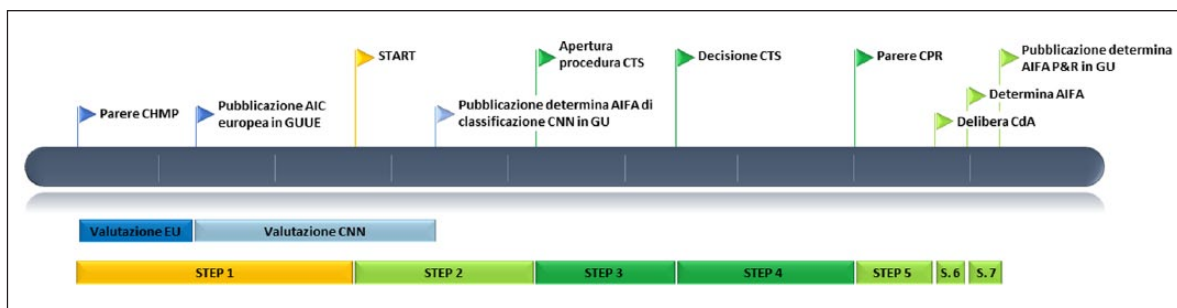 START
Apertura
procedura CTS
Decisione CTS
Parere CPR
Pubblicazione determina
AIFA P&R in GU
Determina AIFA
Delibera CdA
Parere CHMP
Pubblicazione AIC
europea in GUUE
Pubblicazione determina AIFA di
classificazione CNN in GU
Valutazione EU
Valutazione CNN
STEP 1
STEP 2
STEP 3
STEP 4
STEP 5
S. 6
S. 7